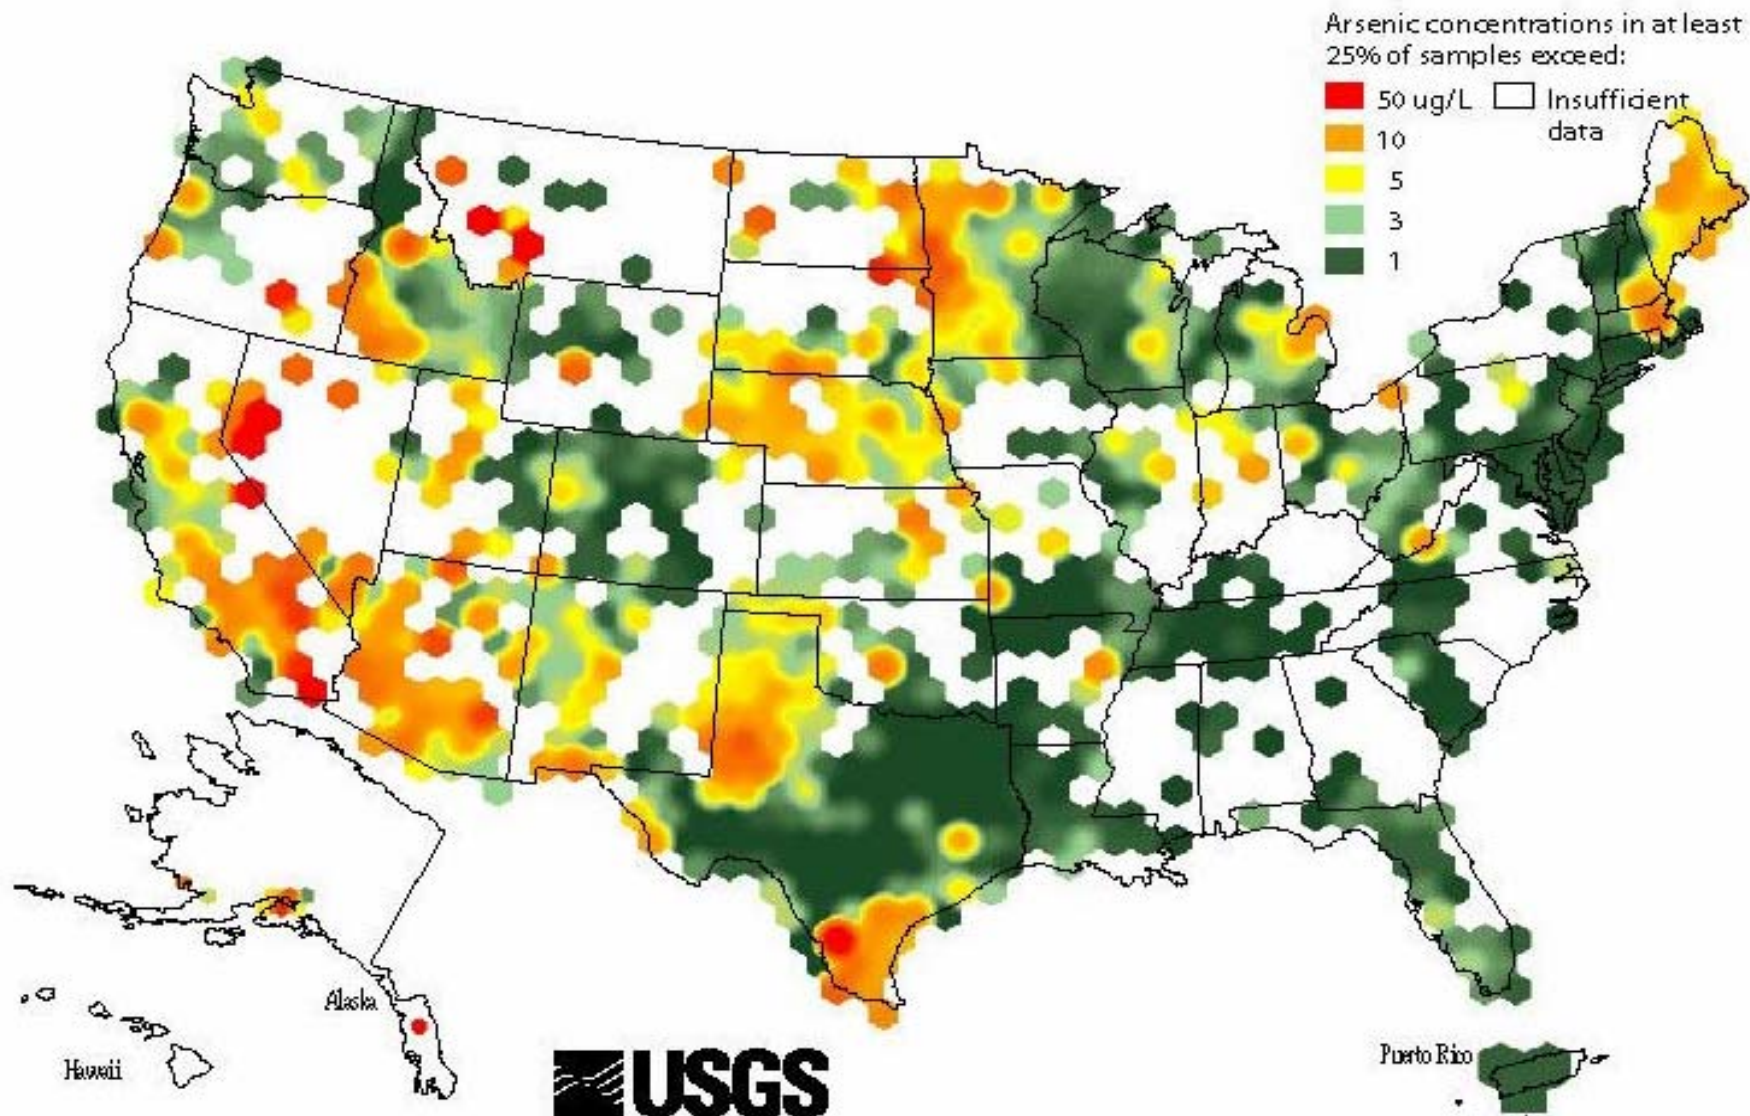 Arsenic concentrations in at least
25% of samples exceed:
50 ug/L
Insufficient
data
10
5
3
1
Alaska
Hawaii
USGS
Puerto Rico